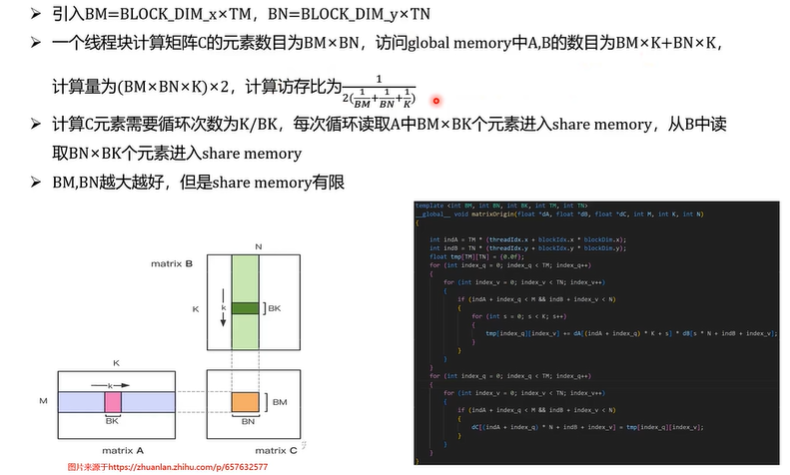 ➢ 引入BM=BLOCK_DIM_x×TM，BN=BLOCK_DIM_y×TN
➢ 一个线程块计算矩阵C的元素数目为BM×BN，访问global memory中A,B的数目为BM×K+BN×K，
计算量为(BM×BN×K)×2，计算访存比为1/(2(1/BM+1/BN+1/K))
➢ 计算C元素需要循环次数为K/BK，每次循环读取A中BM×BK个元素进入share memory，从B中读
取BN×BK个元素进入share memory
➢ BM,BN越大越好，但是share memory有限
template <int BM, int BN, int BK, int TM, int TN>
__global__ void matrixOrigin(float *dA, float *dB, float *dC, int M, int K, int N)
{
int indA = TM * (threadIdx.x + blockIdx.x * blockDim.x);
int indB = TN * (threadIdx.y + blockIdx.y * blockDim.y);
float tmp[TM][TN] = {0.0f};
for (int index_q = 0; index_q < TM; index_q++)
{
for (int index_v = 0; index_v < TN; index_v++)
{
if (indA + index_q < M && indB + index_v < N)
{
for (int s = 0; s < K; s++)
{
tmp[index_q][index_v] += dA[(indA + index_q) * K + s] * dB[s * N + indB + index_v];
}
}
}
}
for (int index_q = 0; index_q < TM; index_q++)
{
for (int index_v = 0; index_v < TN; index_v++)
{
if (indA + index_q < M && indB + index_v < N)
{
dC[(indA + index_q) * N + indB + index_v] = tmp[index_q][index_v];
}
}
}
}
N
matrix B
K
k
BK
K
k
M
BM
BK
BN
matrix A
matrix C
图片来源于https://zhuanlan.zhihu.com/p/657632577